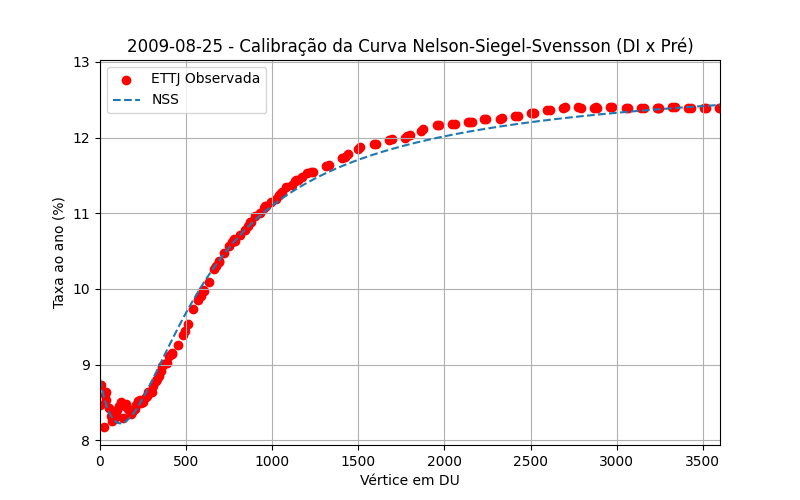 2009-08-25 - Calibração da Curva Nelson-Siegel-Svensson (DI x Pré)
ETTJ Observada
NSS
Taxa ao ano (%)
13
12
11
10
9
8
0 500 1000 1500 2000 2500 3000 3500
Vértice em DU